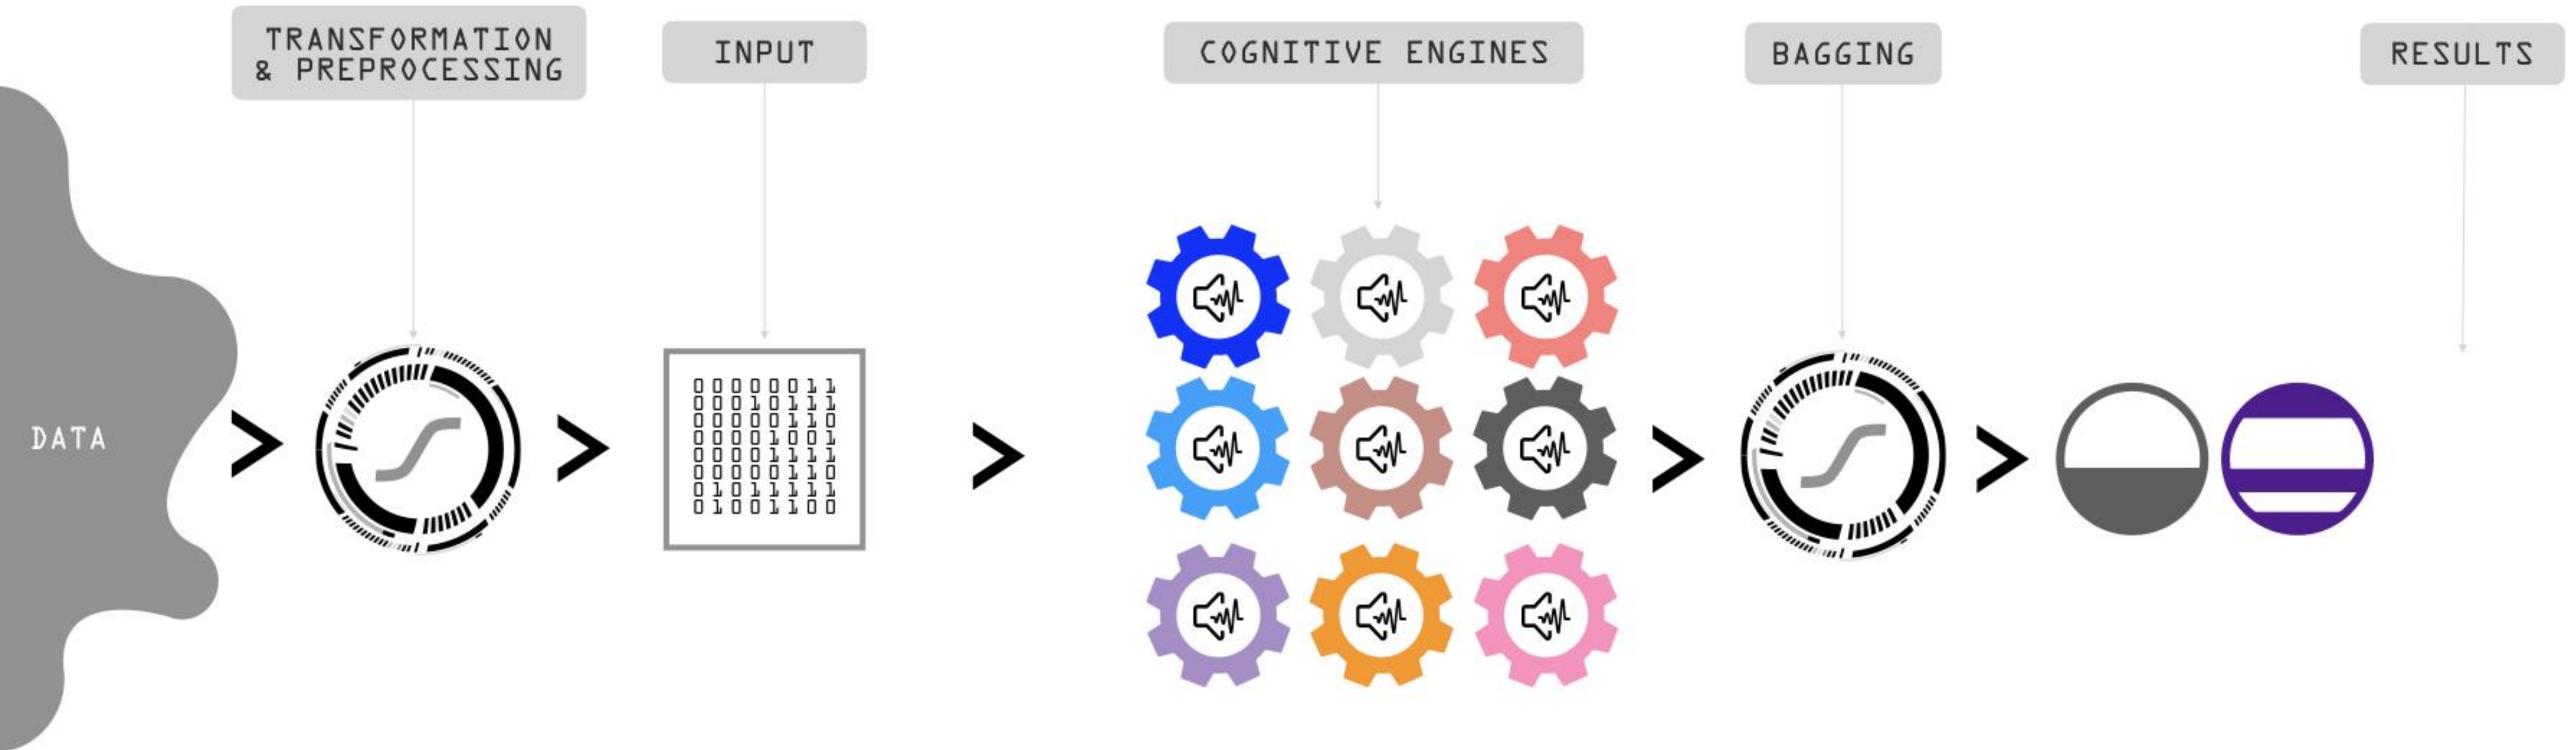 TRANSFORMATION
& PREPROCESSING
INPUT
COGNITIVE ENGINES
BAGGING
RESULTS
DATA
0 0 0 0 0 0 1 1
0 0 0 1 0 1 1 1
0 0 0 0 0 1 1 0
0 0 0 0 1 0 0 1
0 0 0 0 1 1 1 1
0 0 0 0 0 1 1 0
0 1 0 1 1 1 1 1
0 1 0 0 1 1 0 0